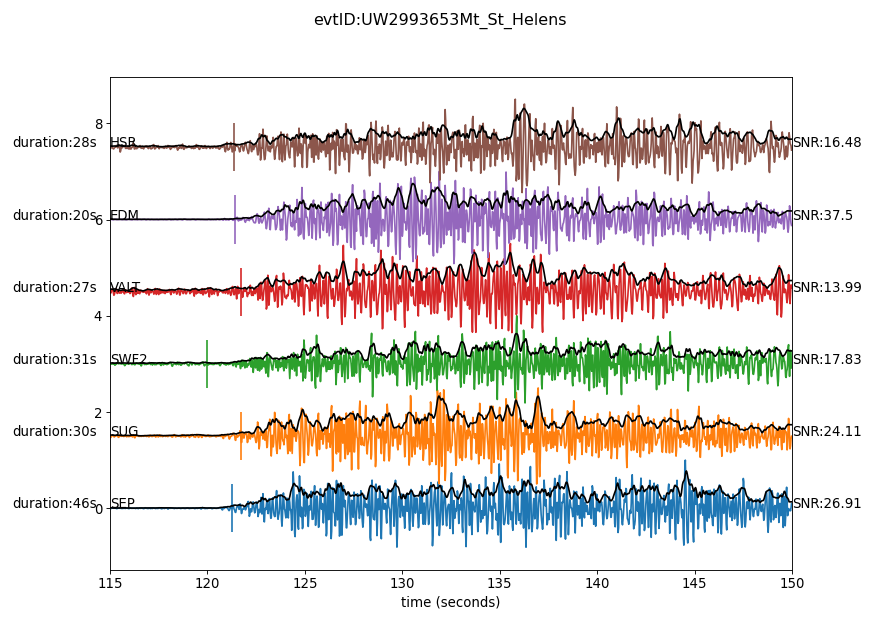 evtID:UW2993653Mt_St_Helens
8
duration:28s HSR SNR:16.48
duration:20s EDM SNR:37.5
6
duration:27s VALT SNR:13.99
4
duration:31s SWF2 SNR:17.83
2
duration:30s SUG SNR:24.11
duration:46s SEP SNR:26.91
0
115 120 125 130 135 140 145 150
time (seconds)